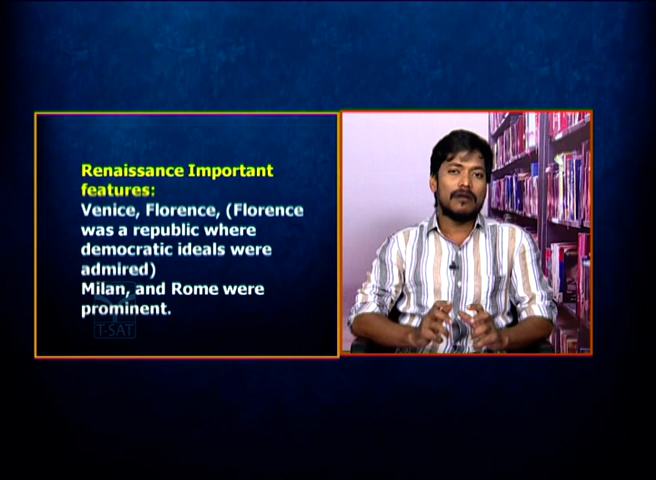 Renaissance Important
features:
Venice, Florence, (Florence
was a republic where
democratic ideals were
admired)
Milan, and Rome were
prominent.
T-SAT